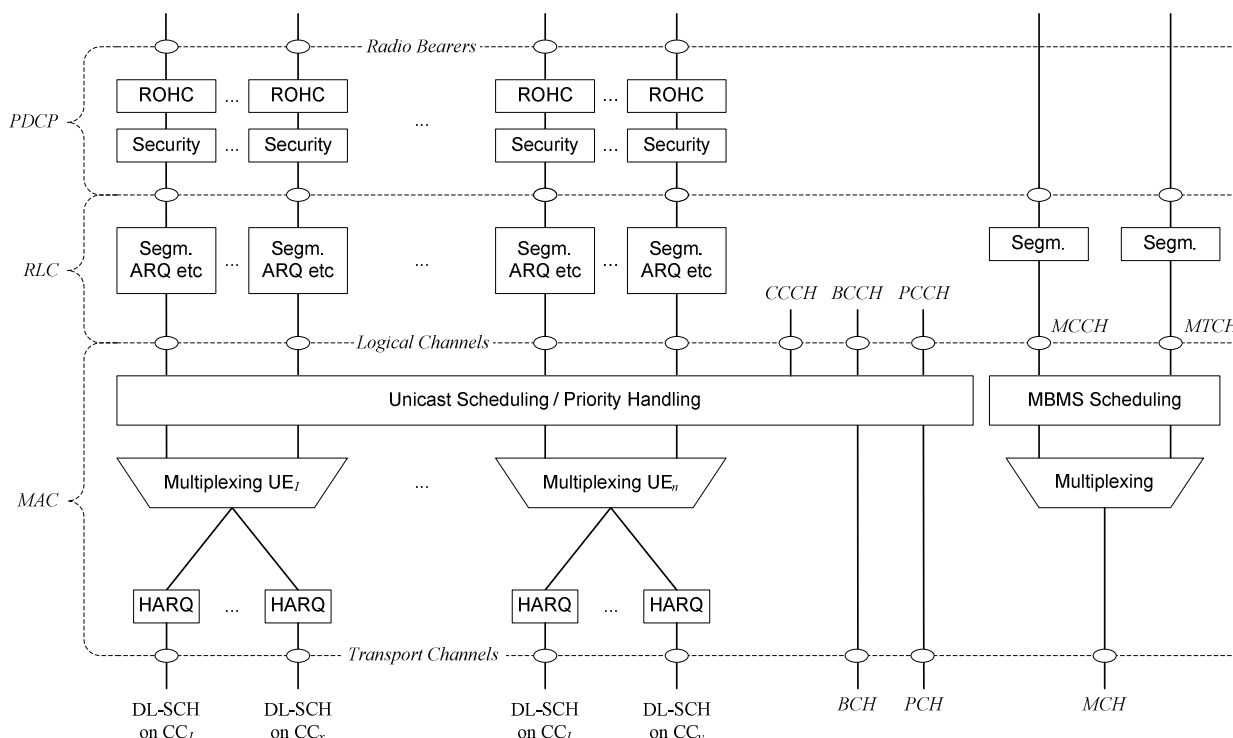 Radio Bearers
ROHC ... ROHC ROHC ... ROHC
PDCP ...
Security ... Security Security ... Security
Segm. ARQ etc ... Segm. ARQ etc ... Segm. ARQ etc ... Segm. ARQ etc Segm. Segm.
RLC
CCCH BCCH PCCH
MCCH MTCH
Logical Channels
Unicast Scheduling / Priority Handling MBMS Scheduling
Multiplexing UE1 ... Multiplexing UEn Multiplexing
MAC
HARQ ... HARQ HARQ ... HARQ
Transport Channels
DL-SCH DL-SCH DL-SCH DL-SCH BCH PCH MCH
on CC1 on CCx on CC1 on CCy